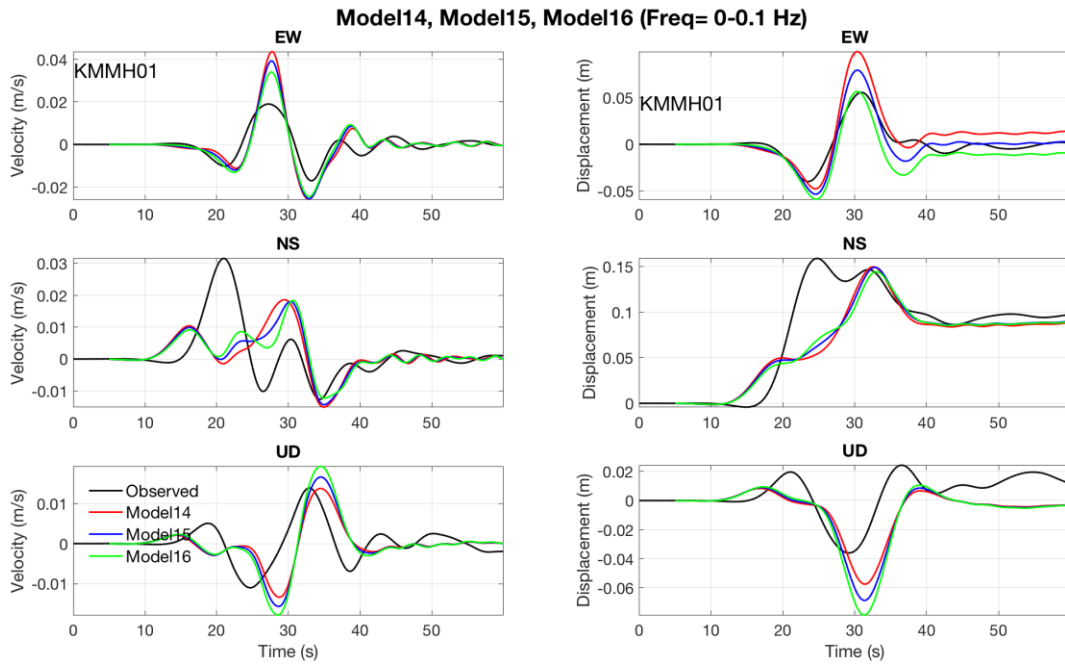 Model14, Model15, Model16 (Freq= 0-0.1 Hz)
EW
EW
KMMH01
KMMH01
Velocity (m/s)
0.04
0.02
0
-0.02
0 10 20 30 40 50
Displacement (m)
0.05
0
-0.05
0 10 20 30 40 50
NS
NS
Velocity (m/s)
0.03
0.02
0.01
0
-0.01
0 10 20 30 40 50
Displacement (m)
0.15
0.10
0.05
0
0 10 20 30 40 50
UD
UD
Velocity (m/s)
0.01
0
-0.01
Observed
Model14
Model15
Model16
0 10 20 30 40 50
Time (s)
Displacement (m)
0.02
0
-0.02
-0.04
-0.06
0 10 20 30 40 50
Time (s)